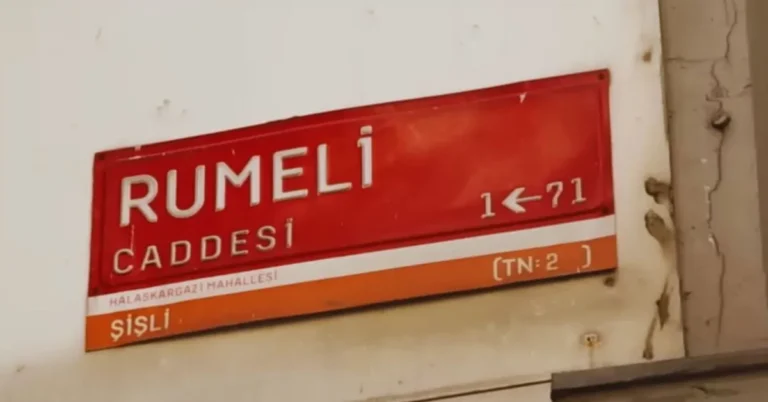 RUMELİ
CADDESİ
1←71
HALASKARGAZİ MAHALLESİ
ŞİŞLİ
(TN: 2 )